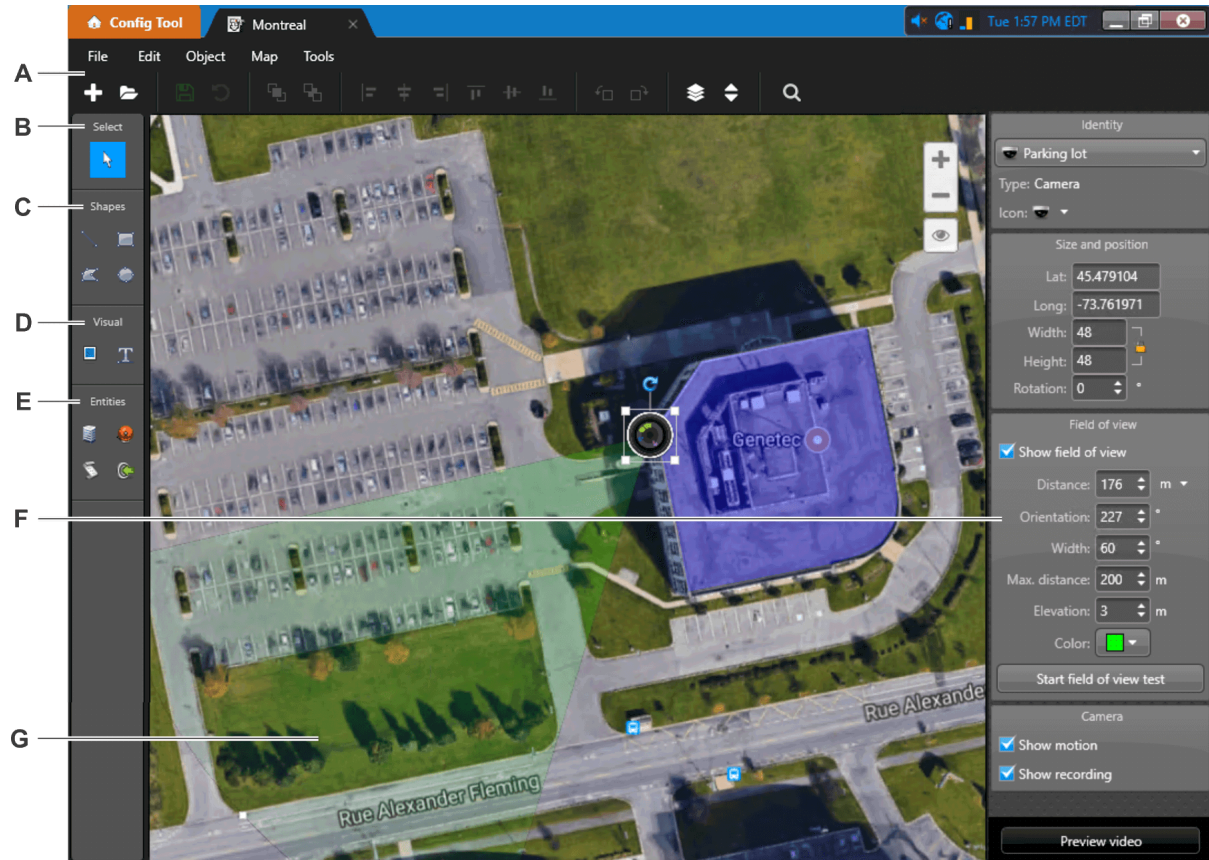 Config Tool
Montreal
Tue 1:57 PM EDT
File Edit Object Map Tools
A
B
Select
C
Shapes
D
Visual
T
E
Entities
F
G
Genetec
Rue Alexande
Rue Alexander Fleming
Identity
Parking lot
Type: Camera
Icon:
Size and position
Lat: 45.479104
Long: -73.761971
Width: 48
Height: 48
Rotation: 0 °
Field of view
Show field of view
Distance: 176 m
Orientation: 227 °
Width: 60 °
Max. distance: 200 m
Elevation: 3 m
Color:
Start field of view test
Camera
Show motion
Show recording
Preview video